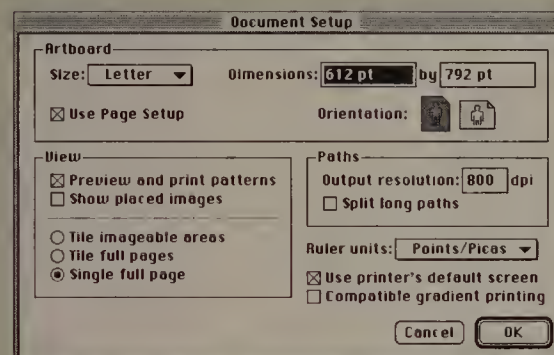 Document Setup
Artboard
Size: Letter Dimensions: 612 pt by 792 pt
Use Page Setup Orientation:
View
Preview and print patterns
Show placed images
Tile imageable areas
Tile full pages
Single full page
Paths
Output resolution: 800 dpi
Split long paths
Ruler units: Points/Picas
Use printer's default screen
Compatible gradient printing
Cancel OK